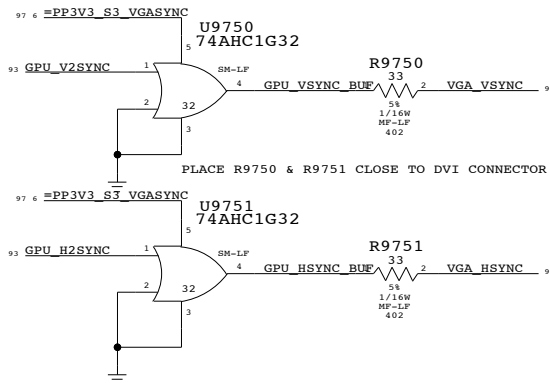 97 6 =PP3V3_S3_VGASYNC
U9750
74AHC1G32
5
93 GPU_V2SYNC
1
SM-LF
4
GPU_VSYNC_BUF
R9750
33
2
VGA_VSYNC
9
2
32
3
5%
1/16W
MF-LF
402
PLACE R9750 & R9751 CLOSE TO DVI CONNECTOR
97 6 =PP3V3_S3_VGASYNC
U9751
74AHC1G32
5
93 GPU_H2SYNC
1
SM-LF
4
GPU_HSYNC_BUF
R9751
33
2
VGA_HSYNC
9
2
32
3
5%
1/16W
MF-LF
402